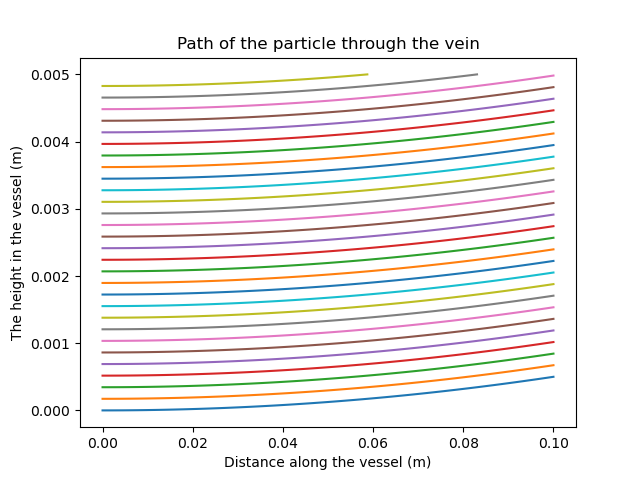 Path of the particle through the vein
The height in the vessel (m)
0.005
0.004
0.003
0.002
0.001
0.000
0.00 0.02 0.04 0.06 0.08 0.10
Distance along the vessel (m)